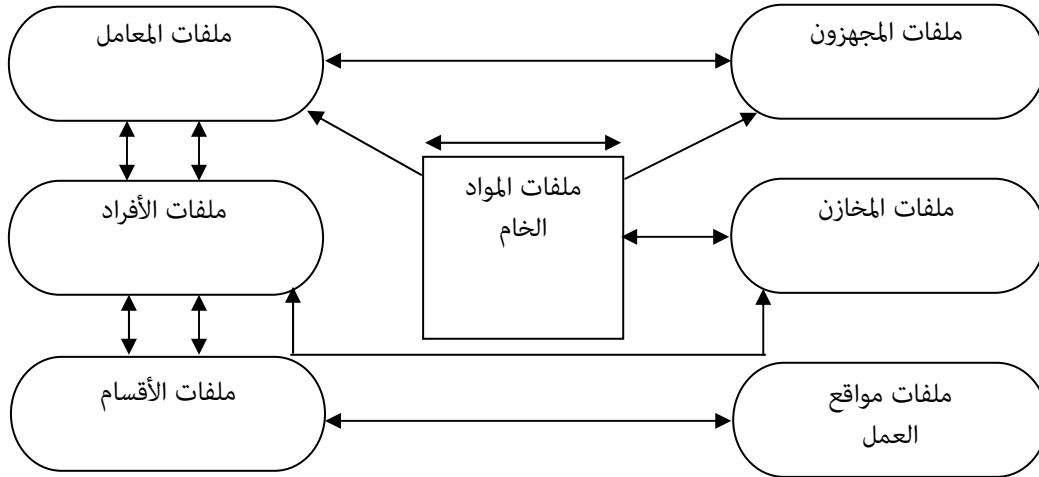 ملفات المجهزون
ملفات المعامل
ملفات المواد
الخام
ملفات المخازن
ملفات الأفراد
ملفات مواقع
العمل
ملفات الأقسام